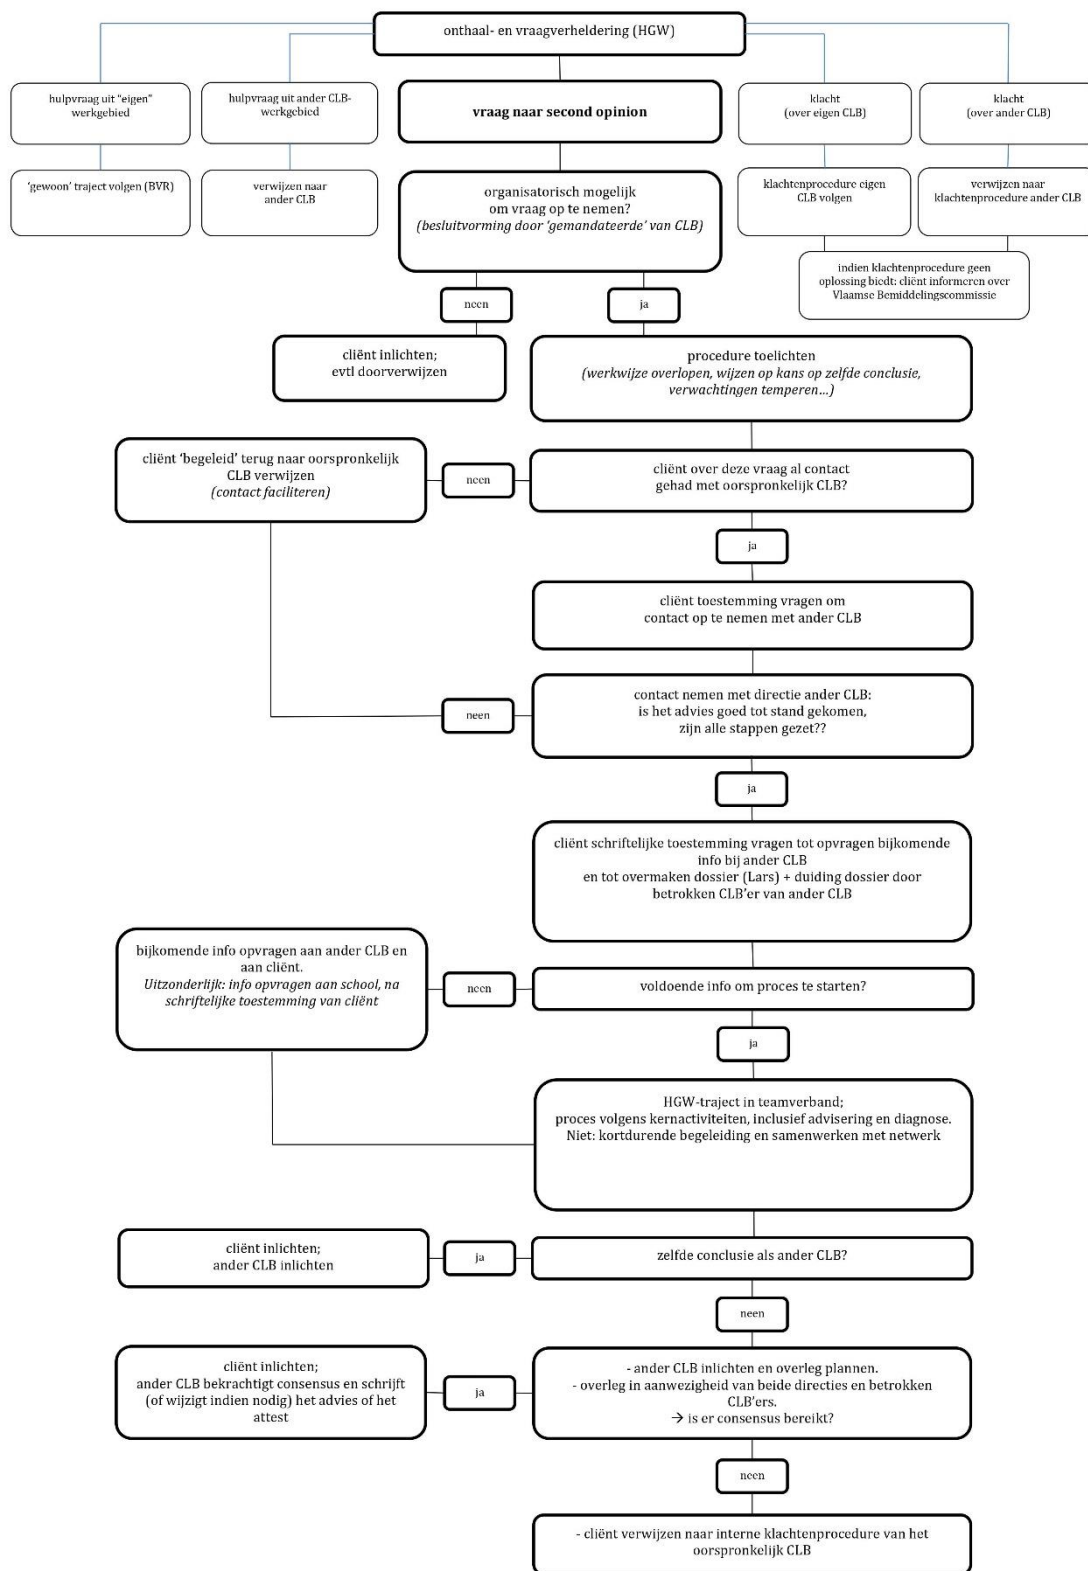 onthaal- en vraagverheldering (HGW)
hulpvraag uit "eigen"
werkgebied
hulpvraag uit ander CLB-
werkgebied
vraag naar second opinion
klacht
(over eigen CLB)
klacht
(over ander CLB)
'gewoon' traject volgen (BVR)
verwijzen naar
ander CLB
organisatorisch mogelijk
om vraag op te nemen?
(besluitvorming door 'gemandateerde' van CLB)
klachtenprocedure eigen
CLB volgen
verwijzen naar
klachtenprocedure ander CLB
indien klachtenprocedure geen
oplossing biedt: cliënt informeren over
Vlaamse Bemiddelingscommissie
neen
ja
cliënt inlichten;
evtl doorverwijzen
procedure toelichten
(werkwijze overlopen, wijzen op kans op zelfde conclusie,
verwachtingen temperen…)
cliënt 'begeleid' terug naar oorspronkelijk
CLB verwijzen
(contact faciliteren)
neen
cliënt over deze vraag al contact
gehad met oorspronkelijk CLB?
ja
cliënt toestemming vragen om
contact op te nemen met ander CLB
neen
contact nemen met directie ander CLB:
is het advies goed tot stand gekomen,
zijn alle stappen gezet??
ja
cliënt schriftelijke toestemming vragen tot opvragen bijkomende
info bij ander CLB
en tot overmaken dossier (Lars) + duiding dossier door
betrokken CLB'er van ander CLB
bijkomende info opvragen aan ander CLB en
aan cliënt.
Uitzonderlijk: info opvragen aan school, na
schriftelijke toestemming van cliënt
neen
voldoende info om proces te starten?
ja
HGW-traject in teamverband;
proces volgens kernactiviteiten, inclusief advisering en diagnose.
Niet: kortdurende begeleiding en samenwerken met netwerk
cliënt inlichten;
ander CLB inlichten
ja
zelfde conclusie als ander CLB?
neen
cliënt inlichten;
ander CLB bekrachtigt consensus en schrijft
(of wijzigt indien nodig) het advies of het
attest
ja
- ander CLB inlichten en overleg plannen.
- overleg in aanwezigheid van beide directies en betrokken
CLB'ers.
→ is er consensus bereikt?
neen
- cliënt verwijzen naar interne klachtenprocedure van het
oorspronkelijk CLB